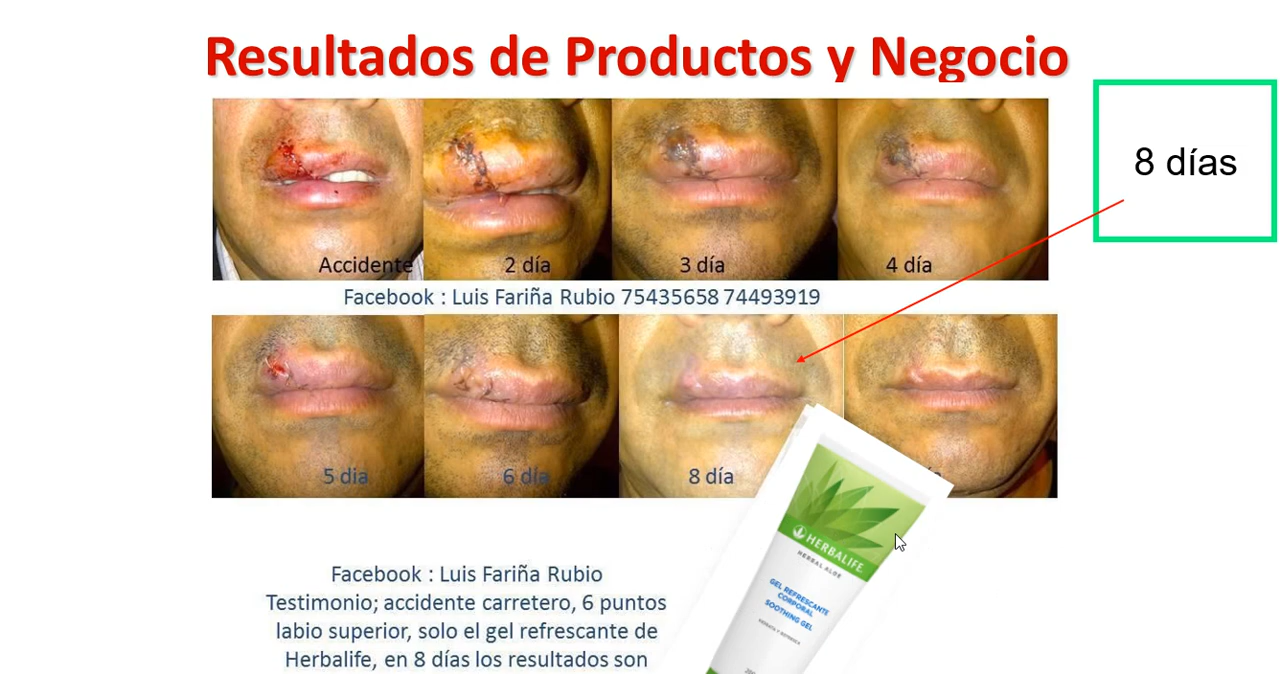 Resultados de Productos y Negocio
8 días
Accidente
2 día
3 día
4 día
Facebook : Luis Fariña Rubio 75435658 74493919
5 dia
6 día
8 día
Facebook : Luis Fariña Rubio
Testimonio; accidente carretero, 6 puntos
labio superior, solo el gel refrescante de
Herbalife, en 8 días los resultados son
HERBALIFE
HERBAL ALOE
GEL REFRESCANTE
CORPORAL
SOOTHING GEL